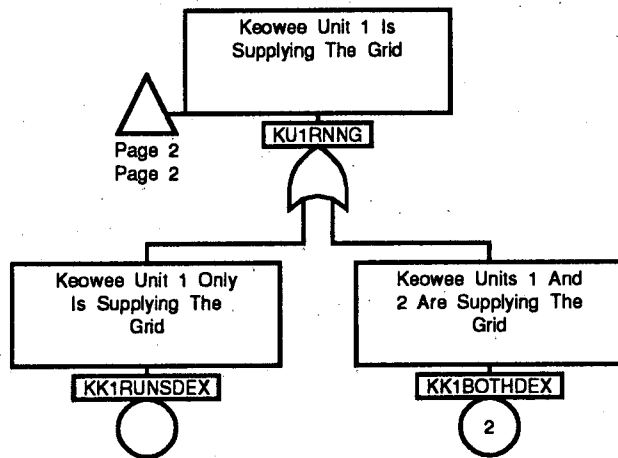 Keowee Unit 1 Is
Supplying The Grid
Page 2
Page 2
KU1RNNG
Keowee Unit 1 Only
Is Supplying The
Grid
KK1RUNSDEX
Keowee Units 1 And
2 Are Supplying The
Grid
KK1BOTHDEX
2